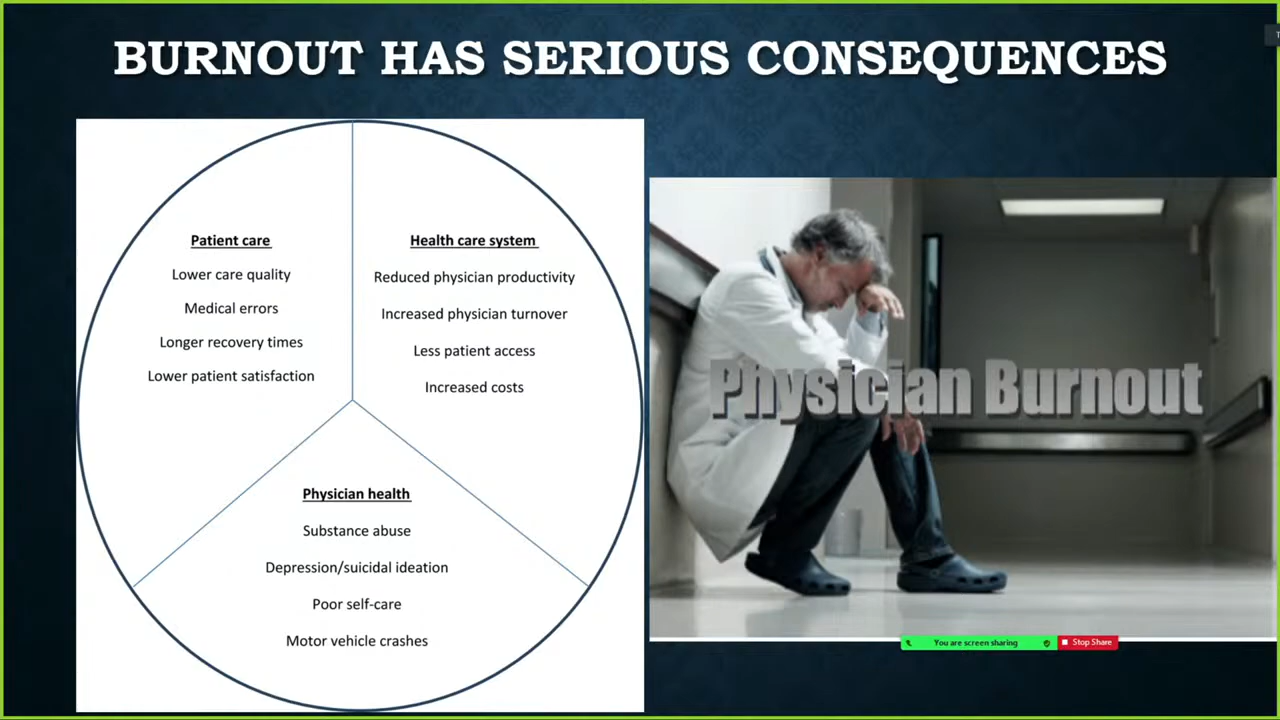 BURNOUT HAS SERIOUS CONSEQUENCES
Patient care
Lower care quality
Medical errors
Longer recovery times
Lower patient satisfaction
Health care system
Reduced physician productivity
Increased physician turnover
Less patient access
Increased costs
Physician health
Substance abuse
Depression/suicidal ideation
Poor self-care
Motor vehicle crashes
Physician Burnout
You are screen sharing
Stop Share